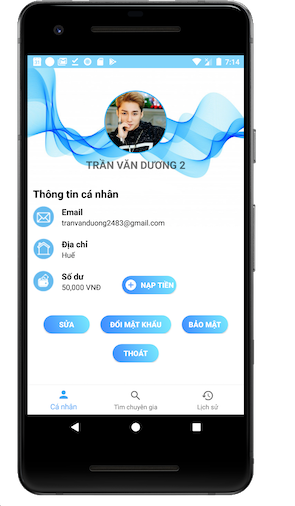 7:14
TRẦN VĂN DƯƠNG 2
Thông tin cá nhân
Email
tranvanduong2483@gmail.com
Địa chỉ
Huế
Số dư
50,000 VNĐ
NẠP TIỀN
SỬA
ĐỔI MẬT KHẨU
BẢO MẬT
THOÁT
Cá nhân
Tìm chuyên gia
Lịch sử